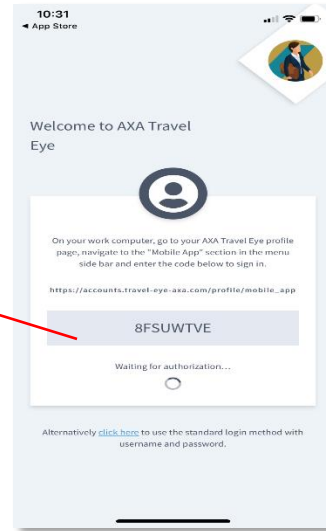 10:31
◄ App Store
Welcome to AXA Travel
Eye
On your work computer, go to your AXA Travel Eye profile
page, navigate to the "Mobile App" section in the menu
side bar and enter the code below to sign in.
https://accounts.travel-eye-axa.com/profile/mobile_app
8FSUWTVE
Waiting for authorization...
Alternatively click here to use the standard login method with
username and password.